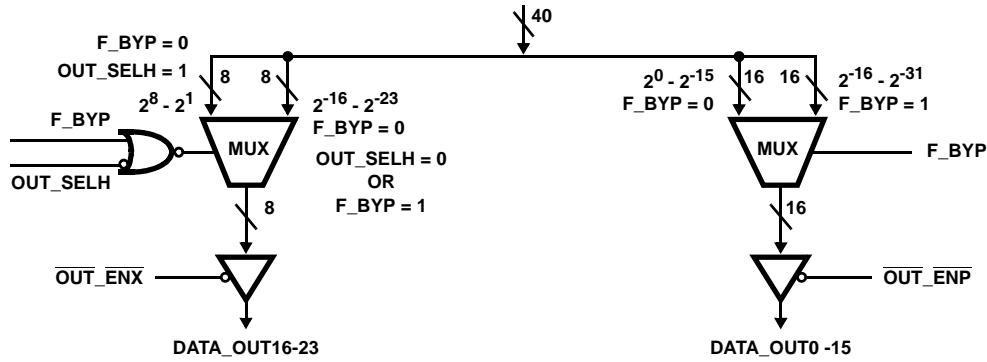 40
F_BYP = 0
OUT_SELH = 1
8
8
2^8 - 2^1
2^-16 - 2^-23
F_BYP = 0
OUT_SELH = 0
OR
F_BYP = 1
F_BYP
OUT_SELH
MUX
8
OUT_ENX
DATA_OUT16-23
2^0 - 2^-15
F_BYP = 0
16
16
2^-16 - 2^-31
F_BYP = 1
MUX
F_BYP
16
OUT_ENP
DATA_OUT0 -15